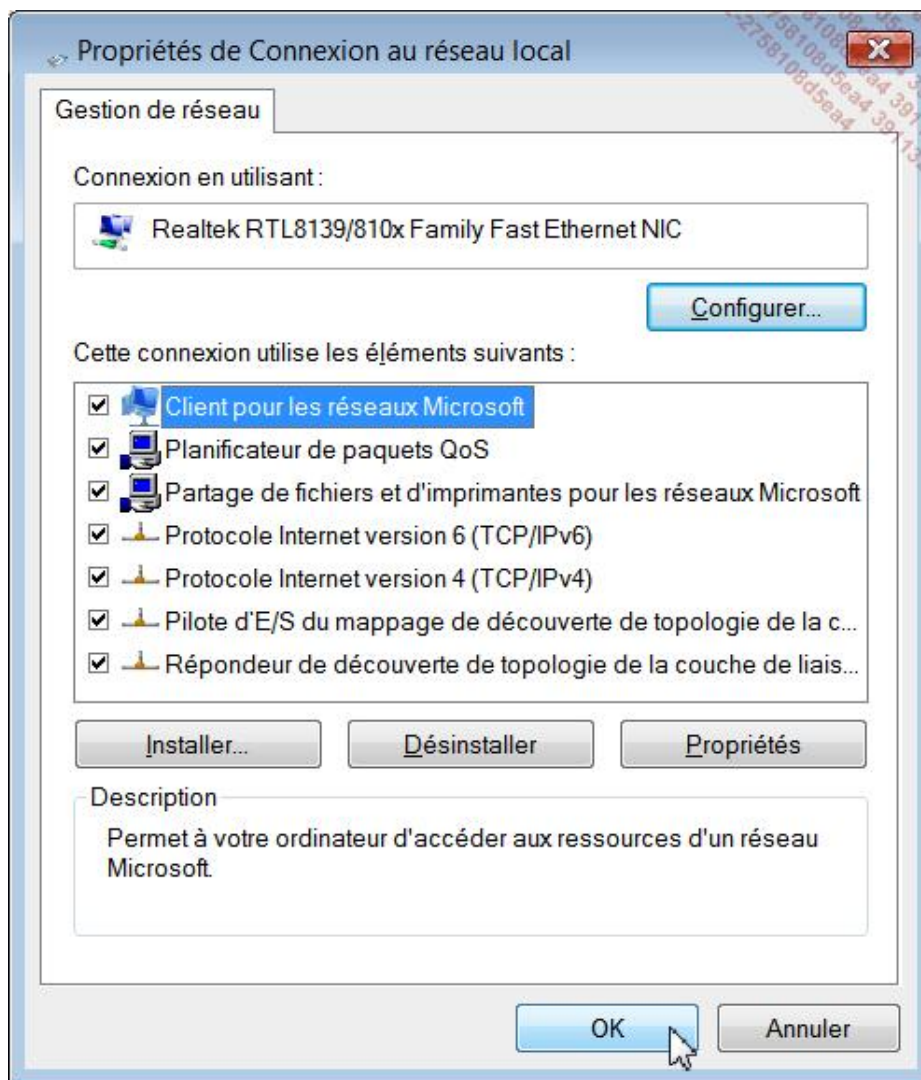 Propriétés de Connexion au réseau local
Gestion de réseau
Connexion en utilisant :
Realtek RTL8139/810x Family Fast Ethernet NIC
Configurer...
Cette connexion utilise les éléments suivants :
Client pour les réseaux Microsoft
Planificateur de paquets QoS
Partage de fichiers et d'imprimantes pour les réseaux Microsoft
Protocole Internet version 6 (TCP/IPv6)
Protocole Internet version 4 (TCP/IPv4)
Pilote d'E/S du mappage de découverte de topologie de la c...
Répondeur de découverte de topologie de la couche de liais...
Installer...
Désinstaller
Propriétés
Description
Permet à votre ordinateur d'accéder aux ressources d'un réseau
Microsoft.
OK
Annuler